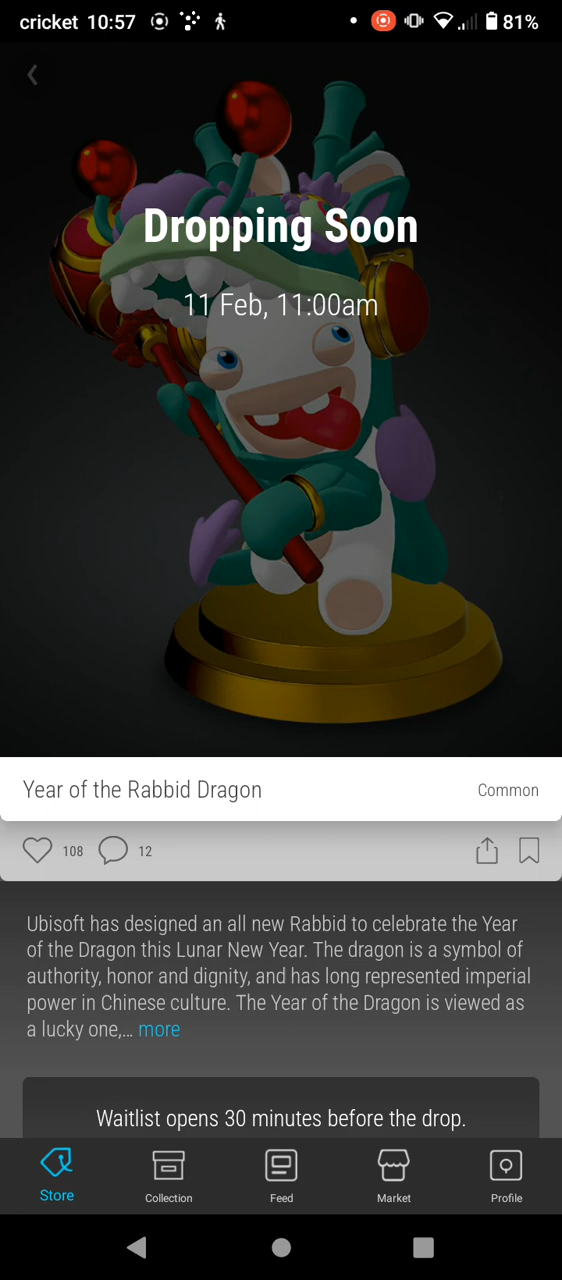 cricket 10:57 81%
Dropping Soon
11 Feb, 11:00am
Year of the Rabbid Dragon Common
108 12
Ubisoft has designed an all new Rabbid to celebrate the Year
of the Dragon this Lunar New Year. The dragon is a symbol of
authority, honor and dignity, and has long represented imperial
power in Chinese culture. The Year of the Dragon is viewed as
a lucky one,... more
Waitlist opens 30 minutes before the drop.
Store Collection Feed Market Profile